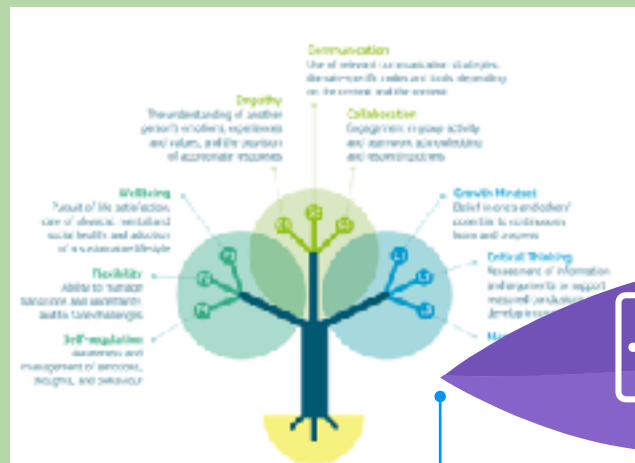 Communication
Use of relevant communication strategies,
domain-specific codes and tools depending
on the context and the content
Empathy
The understanding of another
person's emotions, experiences
and values, and the provision
of appropriate responses
Collaboration
Engagement in group activity
and teamwork acknowledging
and respecting others
Wellbeing
Pursuit of life satisfaction,
care of physical, mental and
social health; and adoption
of a sustainable lifestyle
Flexibility
Ability to manage
transitions and uncertainty,
and to face challenges
Self-regulation
Awareness and
management of emotions,
thoughts, and behaviour
Growth Mindset
Belief in one's and others'
potential to continuously
learn and progress
Critical Thinking
Assessment of information
and arguments to support
reasoned conclusions
develop